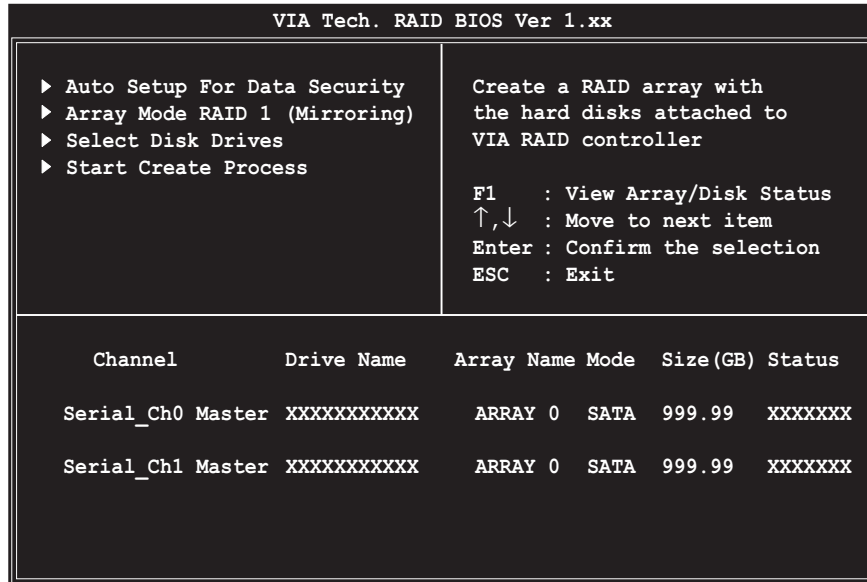 VIA Tech. RAID BIOS Ver 1.xx
▶ Auto Setup For Data Security
▶ Array Mode RAID 1 (Mirroring)
▶ Select Disk Drives
▶ Start Create Process
Create a RAID array with
the hard disks attached to
VIA RAID controller
F1 : View Array/Disk Status
↑,↓ : Move to next item
Enter : Confirm the selection
ESC : Exit
Channel Drive Name Array Name Mode Size(GB) Status
Serial_Ch0 Master XXXXXXXXXXX ARRAY 0 SATA 999.99 XXXXXXX
Serial_Ch1 Master XXXXXXXXXXX ARRAY 0 SATA 999.99 XXXXXXX